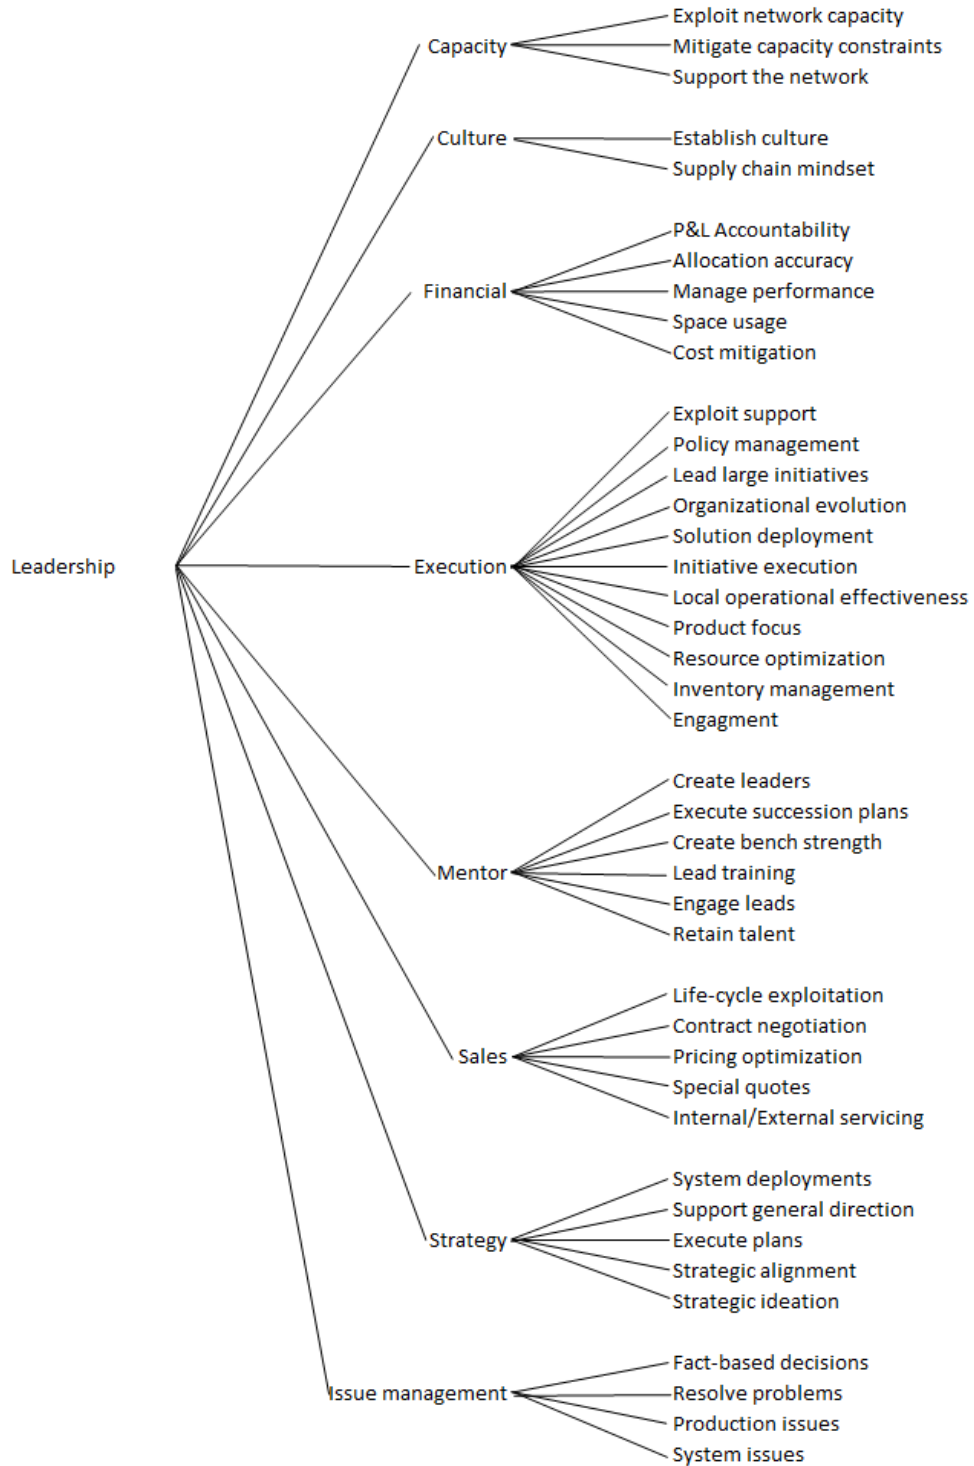 Exploit network capacity
Capacity
Mitigate capacity constraints
Support the network
Culture
Establish culture
Supply chain mindset
P&L Accountability
Allocation accuracy
Financial
Manage performance
Space usage
Cost mitigation
Exploit support
Policy management
Lead large initiatives
Organizational evolution
Solution deployment
Leadership
Execution
Initiative execution
Local operational effectiveness
Product focus
Resource optimization
Inventory management
Engagment
Create leaders
Execute succession plans
Create bench strength
Mentor
Lead training
Engage leads
Retain talent
Life-cycle exploitation
Contract negotiation
Sales
Pricing optimization
Special quotes
Internal/External servicing
System deployments
Support general direction
Strategy
Execute plans
Strategic alignment
Strategic ideation
Fact-based decisions
Issue management
Resolve problems
Production issues
System issues